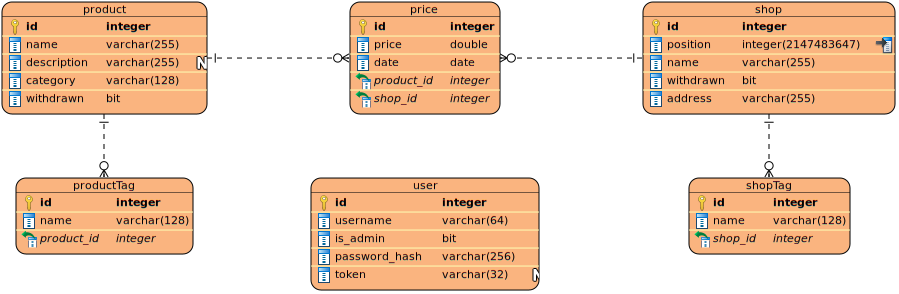 product
id integer
name varchar(255)
description varchar(255) N
category varchar(128)
withdrawn bit
price
id integer
price double
date date
product_id integer
shop_id integer
shop
id integer
position integer(2147483647)
name varchar(255)
withdrawn bit
address varchar(255)
productTag
id integer
name varchar(128)
product_id integer
user
id integer
username varchar(64)
is_admin bit
password_hash varchar(256)
token varchar(32) N
shopTag
id integer
name varchar(128)
shop_id integer